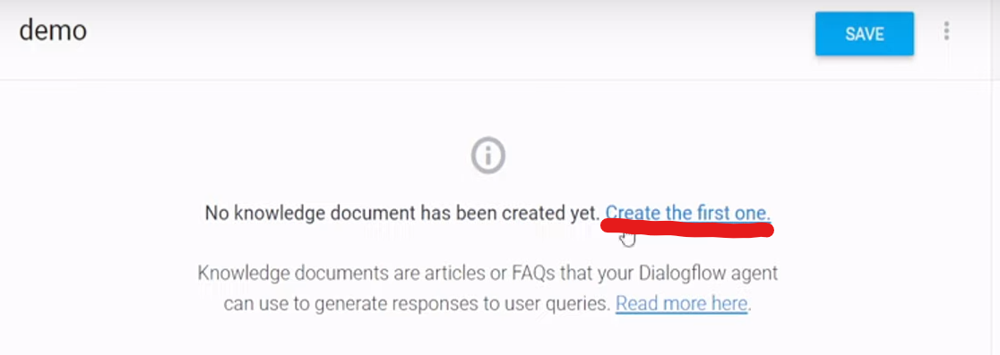 demo
SAVE
No knowledge document has been created yet. Create the first one.
Knowledge documents are articles or FAQs that your Dialogflow agent
can use to generate responses to user queries. Read more here.